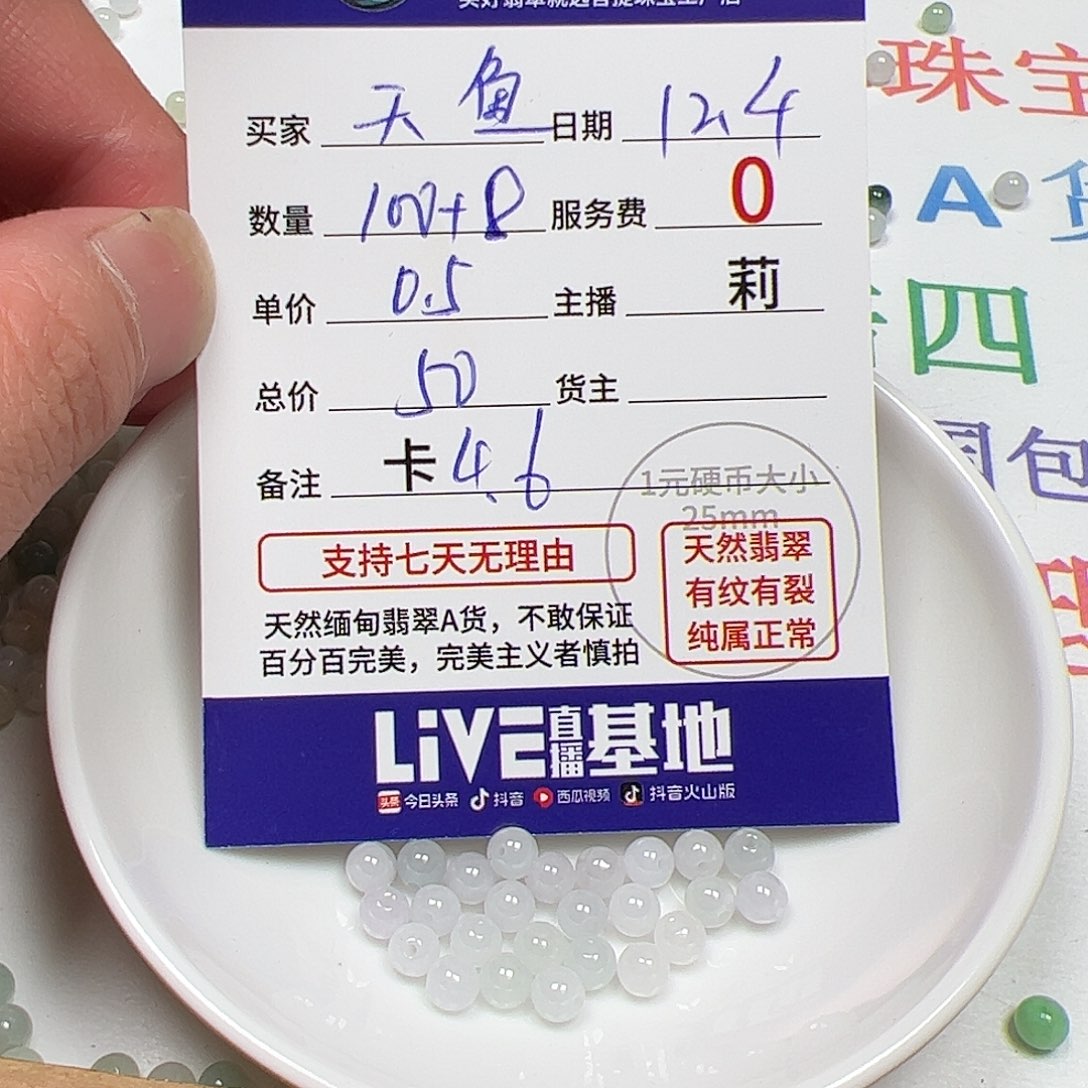 买家 天鱼 日期 12.4
数量 100+8 服务费 0
单价 0.5 主播 莉
总价 50 货主
备注 卡4.6
1元硬币大小
25mm
支持七天无理由
天然翡翠
有纹有裂
纯属正常
天然缅甸翡翠A货，不敢保证
百分百完美，完美主义者慎拍
LiVE直播基地
头条 今日头条 抖音 西瓜视频 抖音火山版
珠宝
A货
四
包